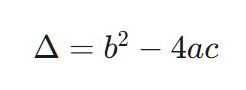 Δ = b² − 4ac